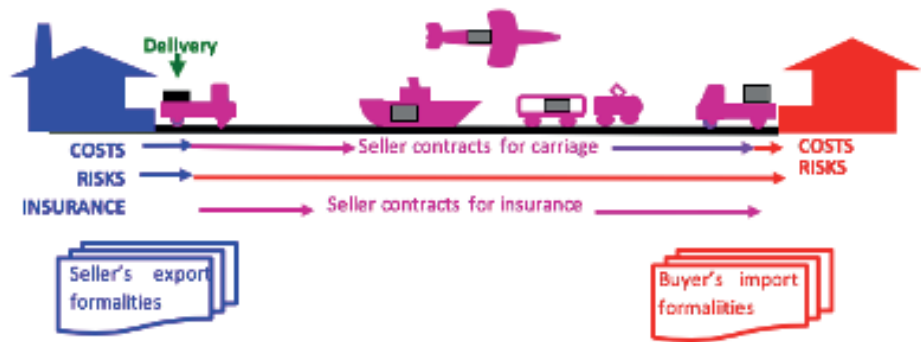 Delivery
COSTS
Seller contracts for carriage
COSTS
RISKS
RISKS
INSURANCE
Seller contracts for insurance
Seller's export
formalities
Buyer's import
formaliities